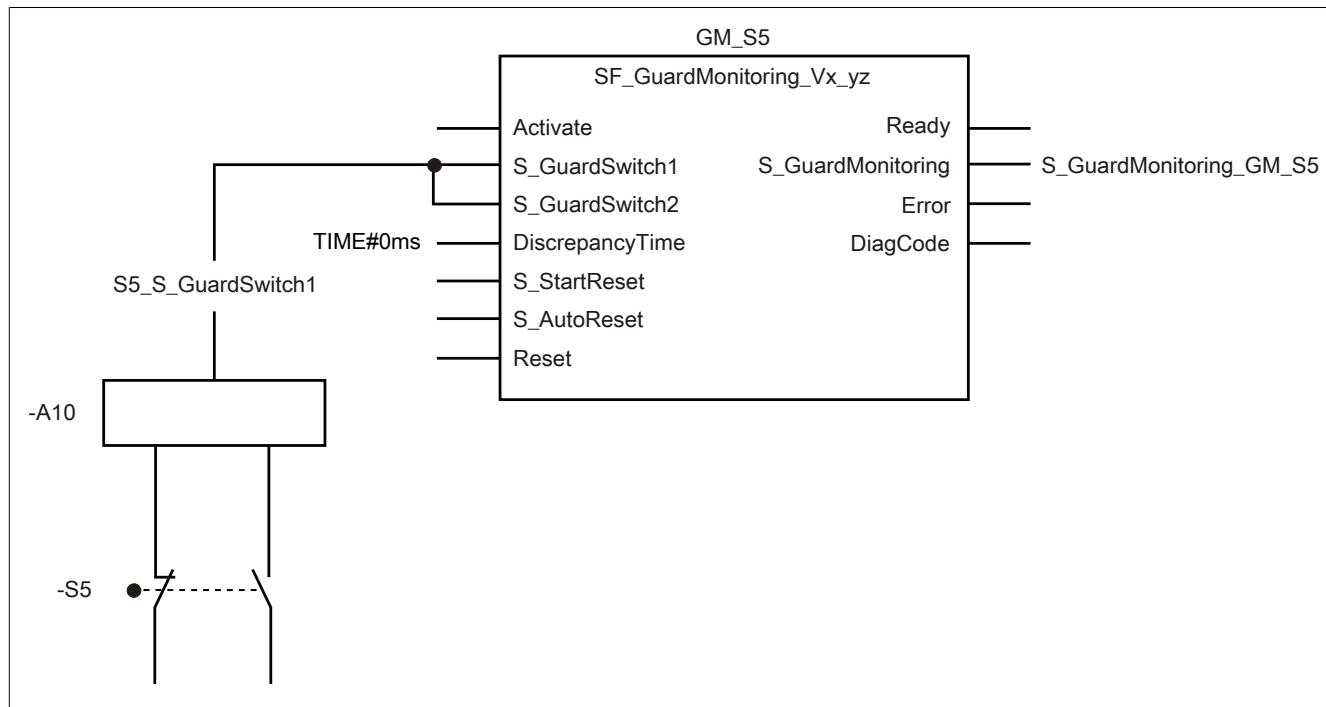 GM_S5
SF_GuardMonitoring_Vx_yz
Activate Ready
S_GuardSwitch1 S_GuardMonitoring S_GuardMonitoring_GM_S5
S_GuardSwitch2 Error
TIME#0ms DiscrepancyTime DiagCode
S5_S_GuardSwitch1 S_StartReset
S_AutoReset
Reset
-A10
-S5